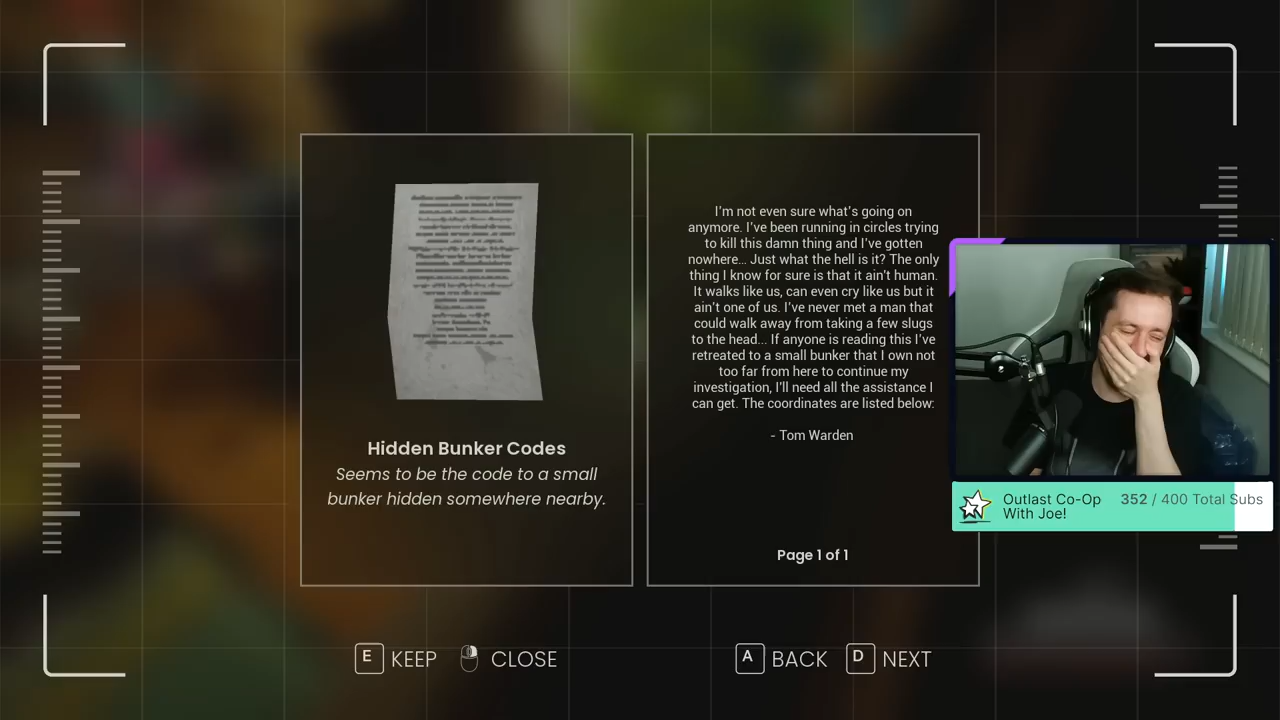 I'm not even sure what's going on
anymore. I've been running in circles trying
to kill this damn thing and I've gotten
nowhere... Just what the hell is it? The only
thing I know for sure is that it ain't human.
It walks like us, can even cry like us but it
ain't one of us. I've never met a man that
could walk away from taking a few slugs
to the head... If anyone is reading this I've
retreated to a small bunker that I own not
too far from here to continue my
investigation, I'll need all the assistance I
can get. The coordinates are listed below:
- Tom Warden
Hidden Bunker Codes
Seems to be the code to a small
bunker hidden somewhere nearby.
Page 1 of 1
Outlast Co-Op
With Joe!
352 / 400 Total Subs
E KEEP CLOSE
A BACK D NEXT